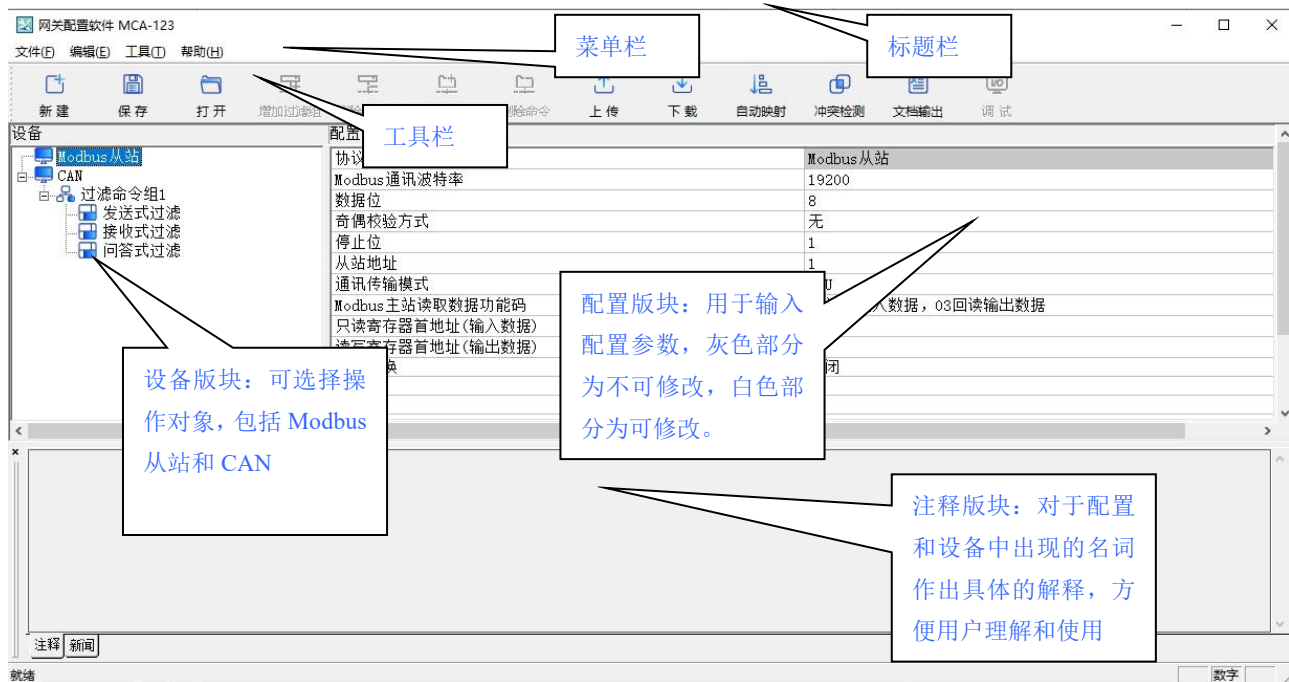 网关配置软件 MCA-123
文件(F) 编辑(E) 工具(T) 帮助(H)
菜单栏
标题栏
新建 保存 打开 增加过滤组 删除命令 上传 下载 自动映射 冲突检测 文档输出 调试
工具栏
设备
配置
Modbus从站
CAN
过滤命令组1
发送式过滤
接收式过滤
问答式过滤
协议 Modbus从站
Modbus通讯波特率 19200
数据位 8
奇偶校验方式 无
停止位 1
从站地址 1
通讯传输模式
Modbus主站读取数据功能码 数据,03回读输出数据
只读寄存器首地址(输入数据)
读写寄存器首地址(输出数据)
换 闭
设备版块:可选择操
作对象,包括 Modbus
从站和 CAN
配置版块:用于输入
配置参数,灰色部分
为不可修改,白色部
分为可修改。
注释版块:对于配置
和设备中出现的名词
作出具体的解释,方
便用户理解和使用
注释 新闻
就绪
数字